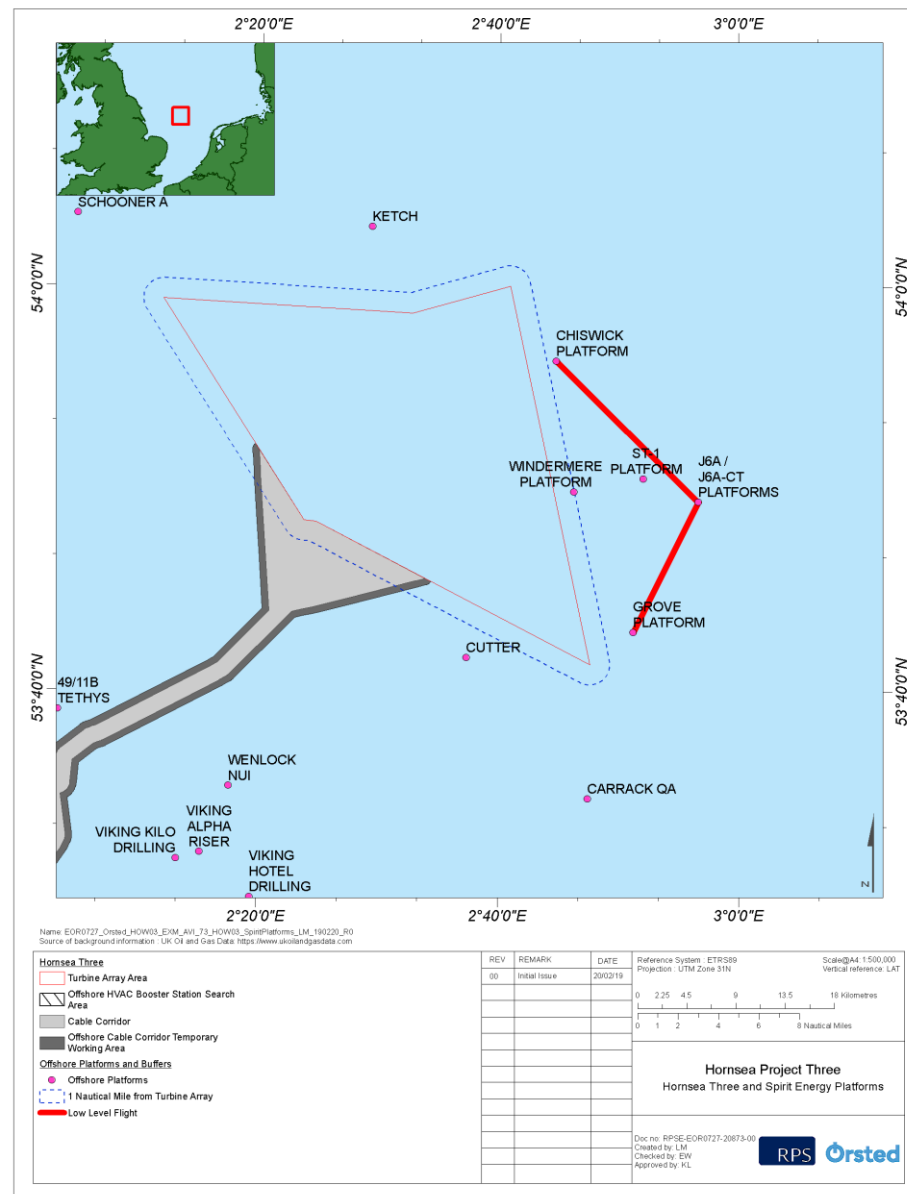 2°20'0"E
2°40'0"E
3°0'0"E
SCHOONER A
KETCH
54°0'0"N
54°0'0"N
CHISWICK
PLATFORM
WINDERMERE
PLATFORM
ST-1
PLATFORM
J6A /
J6A-CT
PLATFORMS
GROVE
PLATFORM
CUTTER
53°40'0"N
53°40'0"N
49/11B
TETHYS
WENLOCK
NUI
CARRACK QA
VIKING
ALPHA
RISER
VIKING KILO
DRILLING
VIKING
HOTEL
DRILLING
Z
2°20'0"E
2°40'0"E
3°0'0"E
Name: EOR0727_Orsted_HOW03_EXM_AVI_73_HOW03_SpiritPlatforms_LM_190220_R0
Source of background information : UK Oil and Gas Data: https://www.ukoilandgasdata.com
Hornsea Three
Turbine Array Area
Offshore HVAC Booster Station Search
Area
Cable Corridor
Offshore Cable Corridor Temporary
Working Area
Offshore Platforms and Buffers
Offshore Platforms
1 Nautical Mile from Turbine Array
Low Level Flight
REV REMARK DATE
00 Initial Issue 20/02/19
Reference System : ETRS89
Projection : UTM Zone 31N
Scale@A4: 1:500,000
Vertical reference: LAT
0 2.25 4.5 9 13.5 18 Kilometres
0 1 2 4 6 8 Nautical Miles
Hornsea Project Three
Hornsea Three and Spirit Energy Platforms
Doc no: RPSE-EOR0727-20873-00
Created by: LM
Checked by: EW
Approved by: KL
RPS
Ørsted